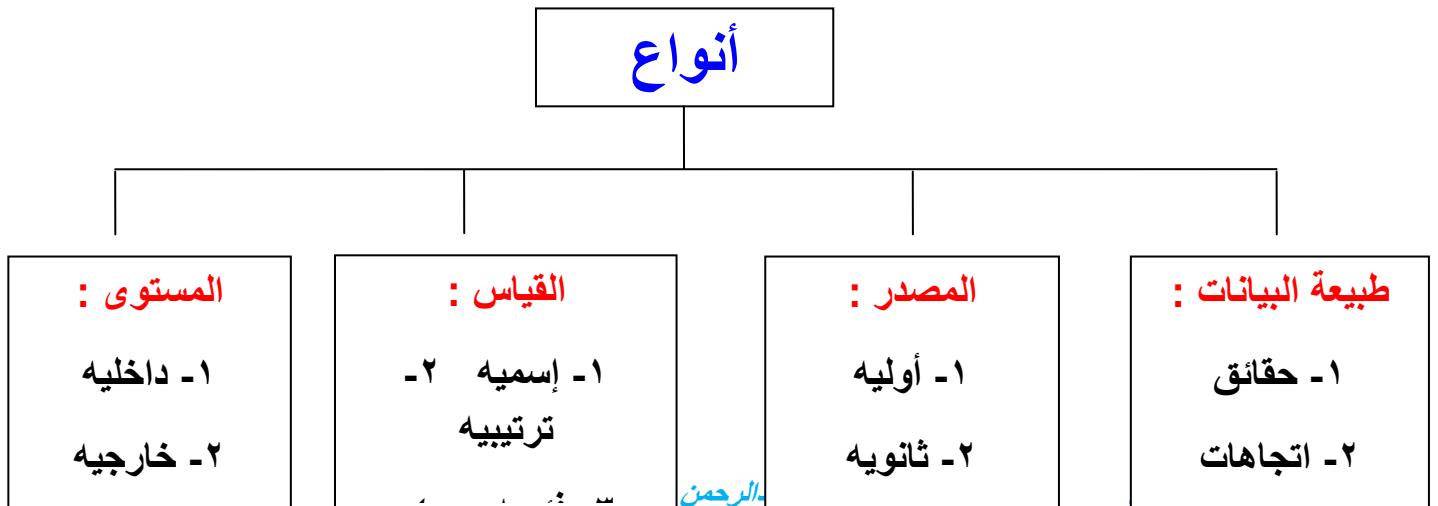 أنواع
طبيعة البيانات :
١- حقائق
٢- اتجاهات
المصدر :
١- أوليه
٢- ثانويه
القياس :
١- إسميه ٢-
ترتيبيه
المستوى :
١- داخليه
٢- خارجيه
الرحمن